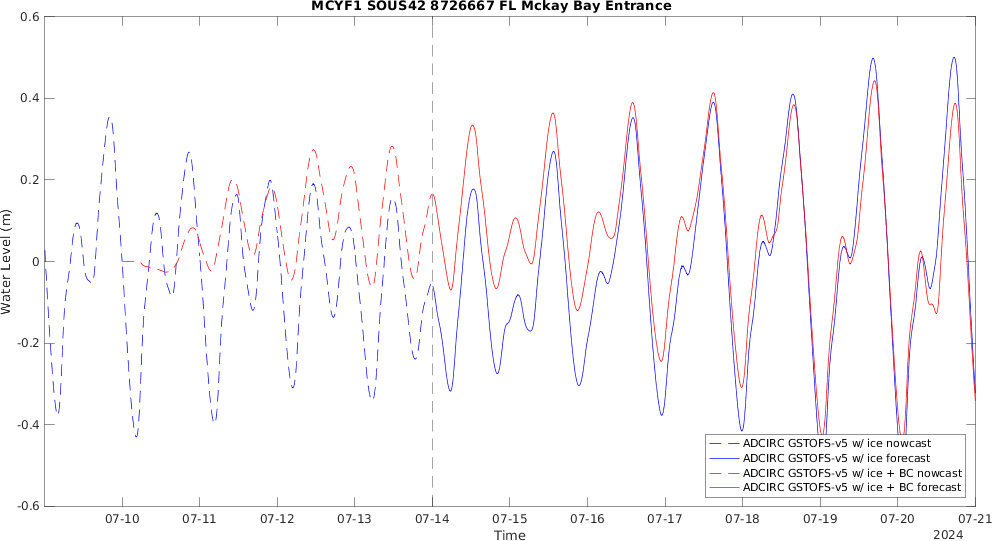 MCYF1 SOUS42 8726667 FL Mckay Bay Entrance
0.6
0.4
0.2
0
-0.2
-0.4
-0.6
Water Level (m)
ADCIRC GSTOFS-v5 w/ ice nowcast
ADCIRC GSTOFS-v5 w/ ice forecast
ADCIRC GSTOFS-v5 w/ ice + BC nowcast
ADCIRC GSTOFS-v5 w/ ice + BC forecast
07-10 07-11 07-12 07-13 07-14 07-15 07-16 07-17 07-18 07-19 07-20 07-21
Time
2024